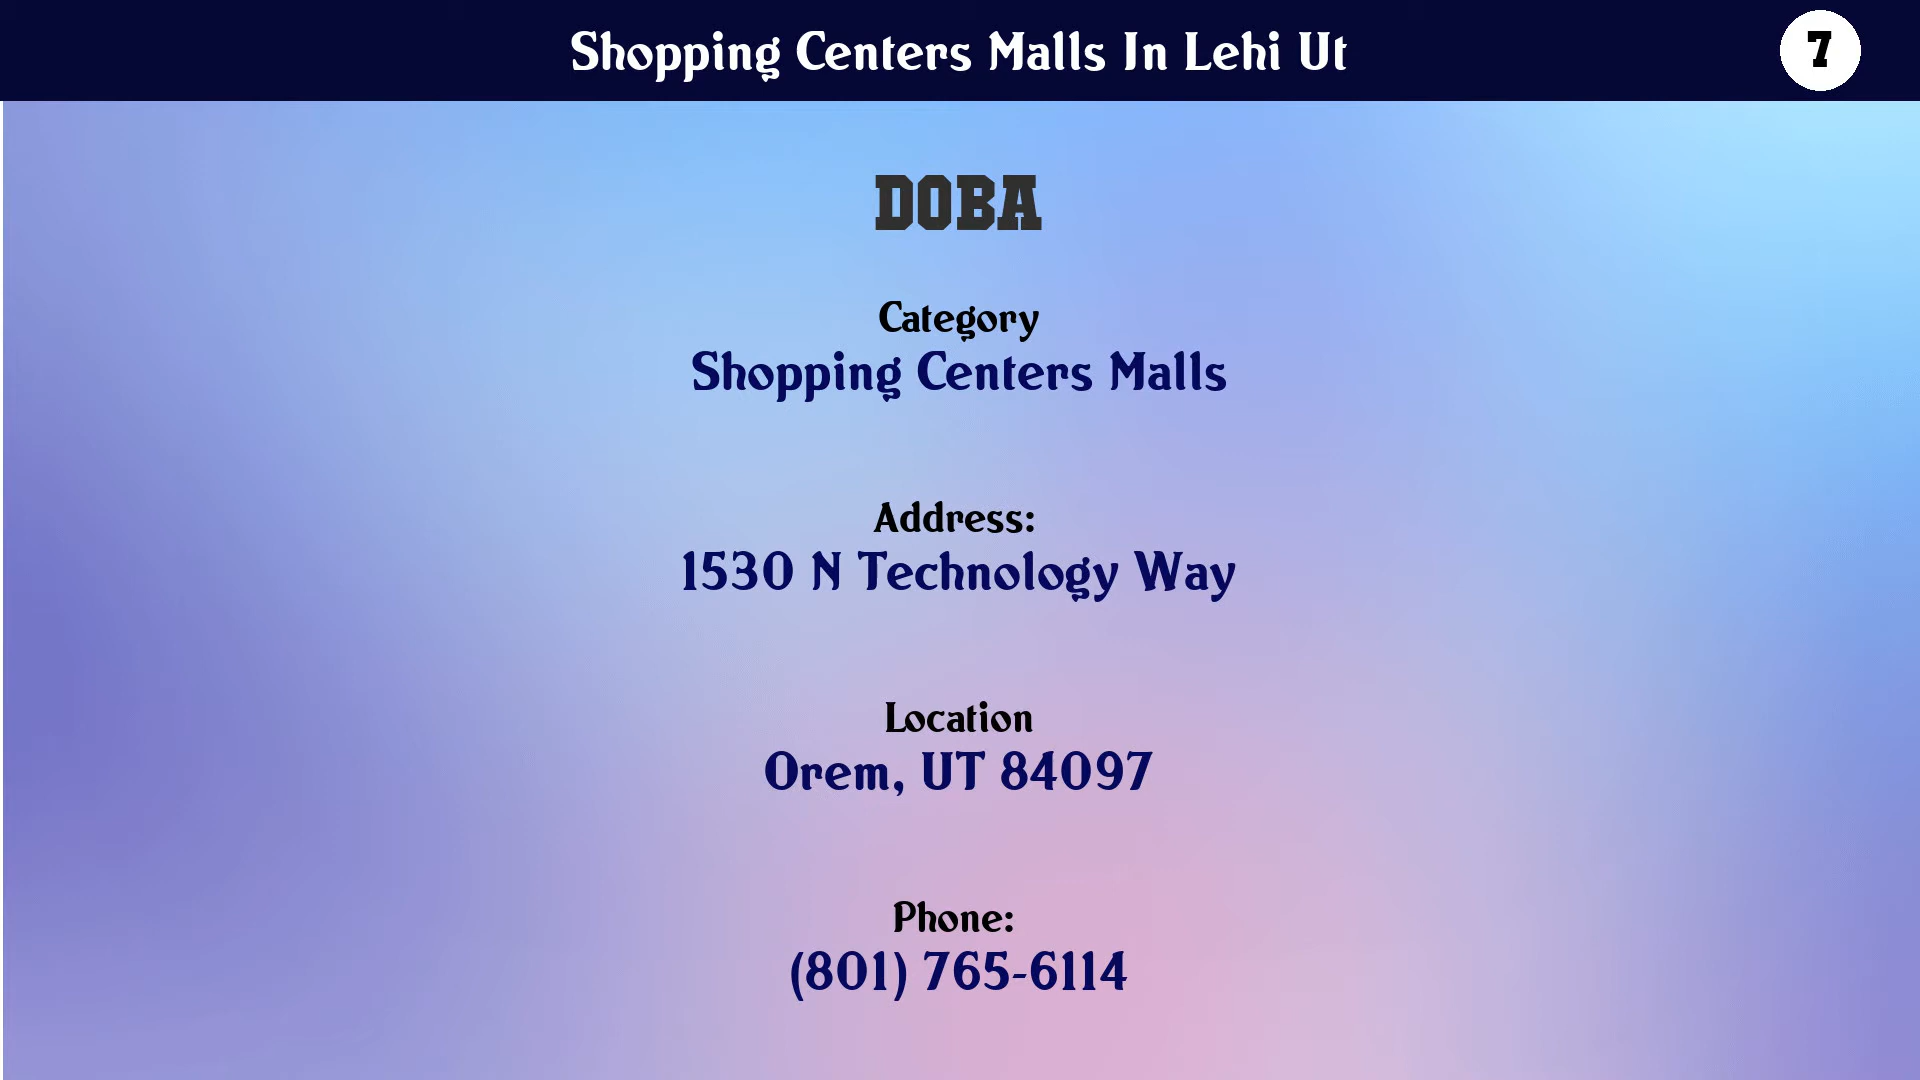 Shopping Centers Malls In Lehi Ut
7
DOBA
Category
Shopping Centers Malls
Address:
1530 N Technology Way
Location
Orem, UT 84097
Phone:
(801) 765-6114